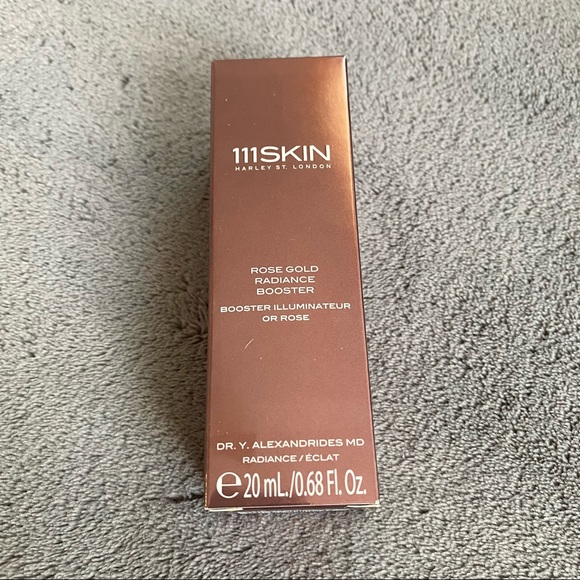 111SKIN
HARLEY ST. LONDON
ROSE GOLD
RADIANCE
BOOSTER
BOOSTER ILLUMINATEUR
OR ROSE
DR. Y. ALEXANDRIDES MD
RADIANCE / ÉCLAT
℮ 20 mL./0.68 Fl. Oz.